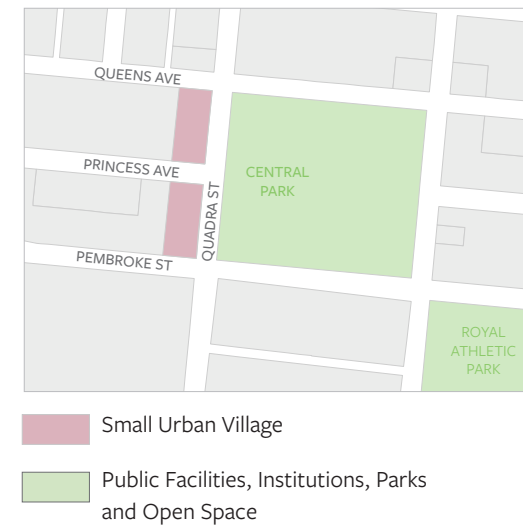 QUEENS AVE
PRINCESS AVE
CENTRAL
PARK
QUADRA ST
PEMBROKE ST
ROYAL
ATHLETIC
PARK
Small Urban Village
Public Facilities, Institutions, Parks
and Open Space